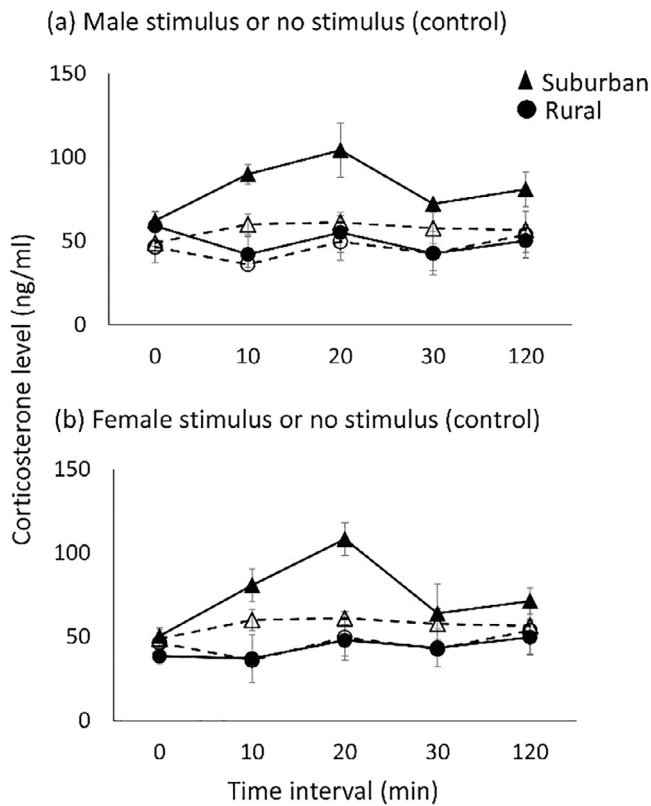 (a) Male stimulus or no stimulus (control)
150
Suburban
Rural
100
50
0
0 10 20 30 120
Corticosterone level (ng/ml)
(b) Female stimulus or no stimulus (control)
150
100
50
0
0 10 20 30 120
Time interval (min)